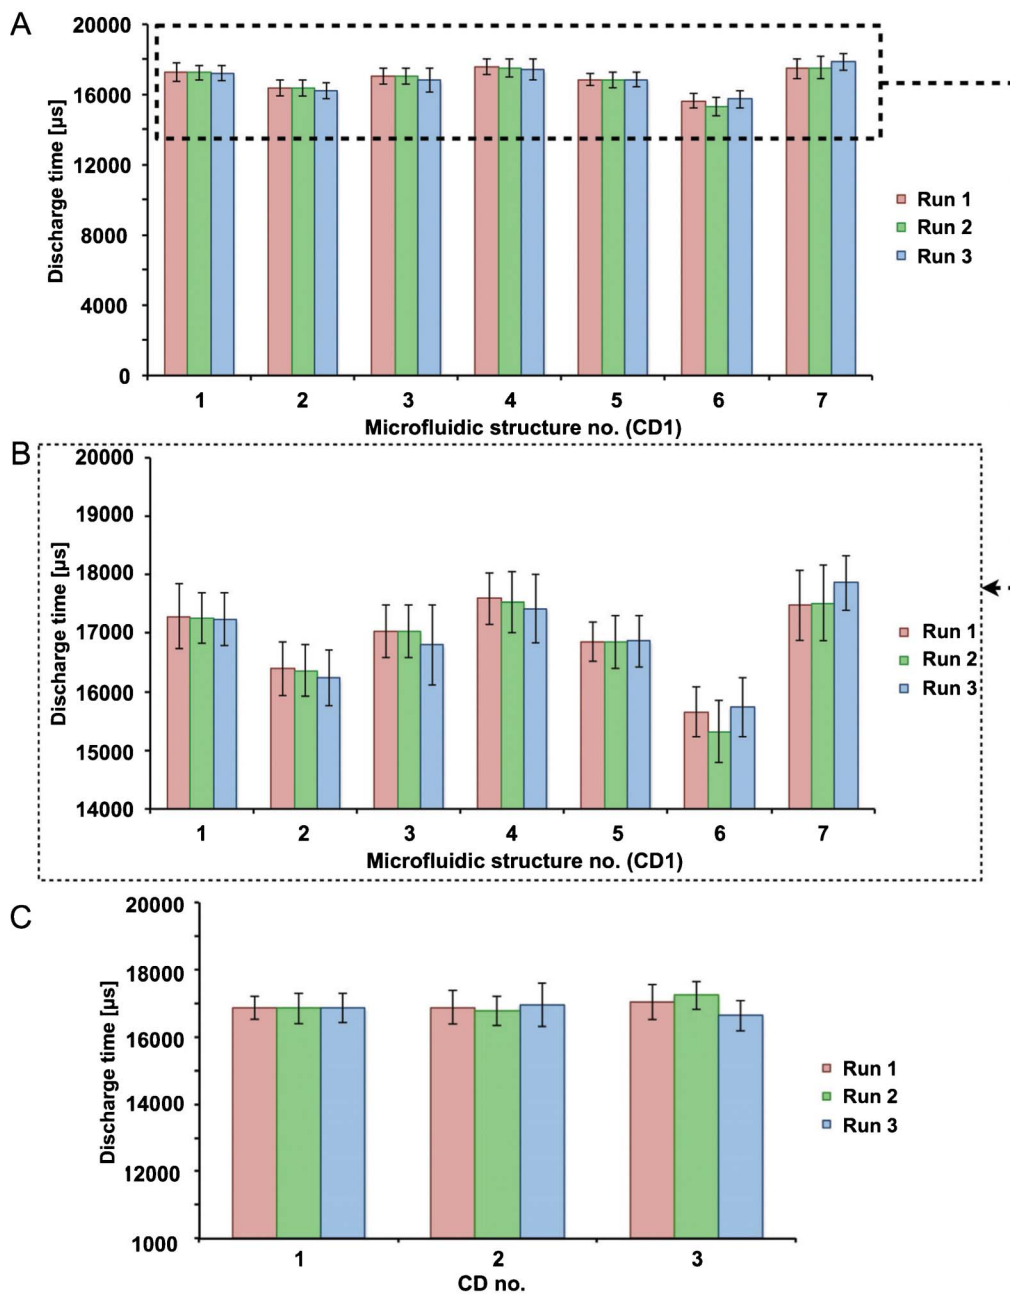 A
20000
16000
12000
8000
4000
0
Discharge time [µs]
1 2 3 4 5 6 7
Microfluidic structure no. (CD1)
Run 1
Run 2
Run 3
B
20000
19000
18000
17000
16000
15000
14000
Discharge time [µs]
1 2 3 4 5 6 7
Microfluidic structure no. (CD1)
Run 1
Run 2
Run 3
C
20000
18000
16000
14000
12000
1000
Discharge time [µs]
1 2 3
CD no.
Run 1
Run 2
Run 3